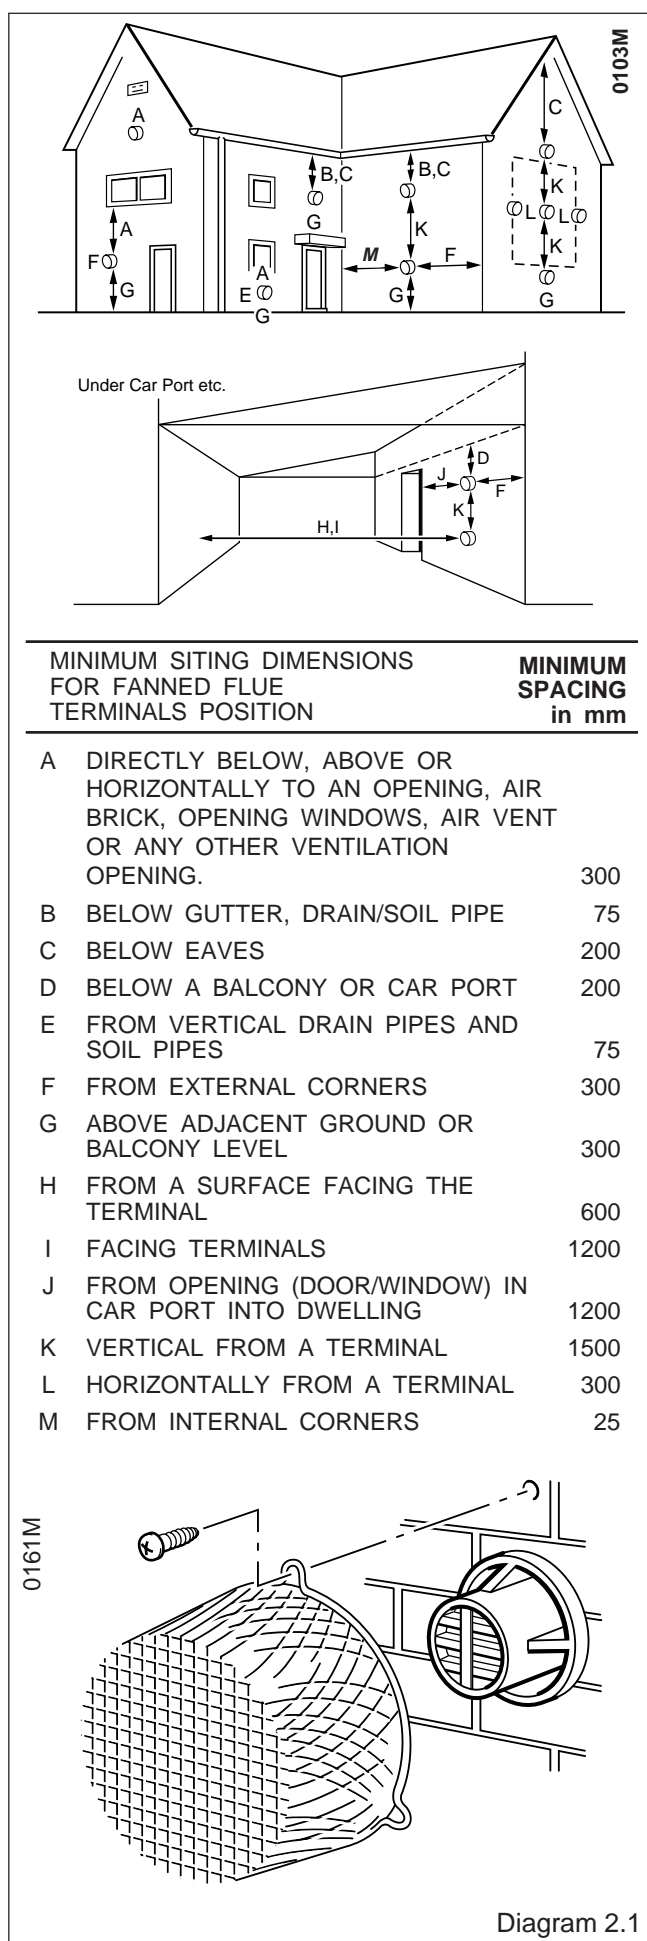 0103M
A
C
B,C
B,C
K
G
K
L
L
A
K
M
F
F
A
G
G
E
G
G
Under Car Port etc.
D
J
F
K
H,I
MINIMUM SITING DIMENSIONS
FOR FANNED FLUE
TERMINALS POSITION
MINIMUM
SPACING
in mm
A DIRECTLY BELOW, ABOVE OR
HORIZONTALLY TO AN OPENING, AIR
BRICK, OPENING WINDOWS, AIR VENT
OR ANY OTHER VENTILATION
OPENING. 300
B BELOW GUTTER, DRAIN/SOIL PIPE 75
C BELOW EAVES 200
D BELOW A BALCONY OR CAR PORT 200
E FROM VERTICAL DRAIN PIPES AND
SOIL PIPES 75
F FROM EXTERNAL CORNERS 300
G ABOVE ADJACENT GROUND OR
BALCONY LEVEL 300
H FROM A SURFACE FACING THE
TERMINAL 600
I FACING TERMINALS 1200
J FROM OPENING (DOOR/WINDOW) IN
CAR PORT INTO DWELLING 1200
K VERTICAL FROM A TERMINAL 1500
L HORIZONTALLY FROM A TERMINAL 300
M FROM INTERNAL CORNERS 25
0161M
Diagram 2.1